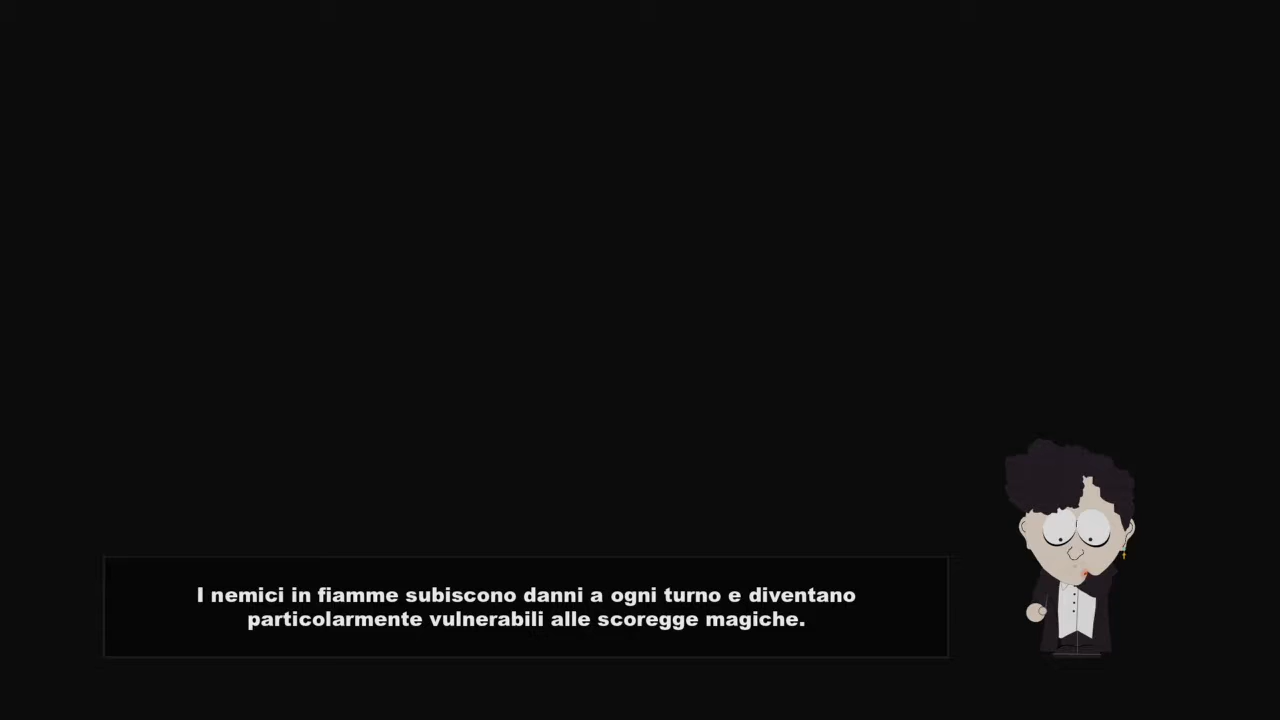 I nemici in fiamme subiscono danni a ogni turno e diventano
particolarmente vulnerabili alle scoregge magiche.